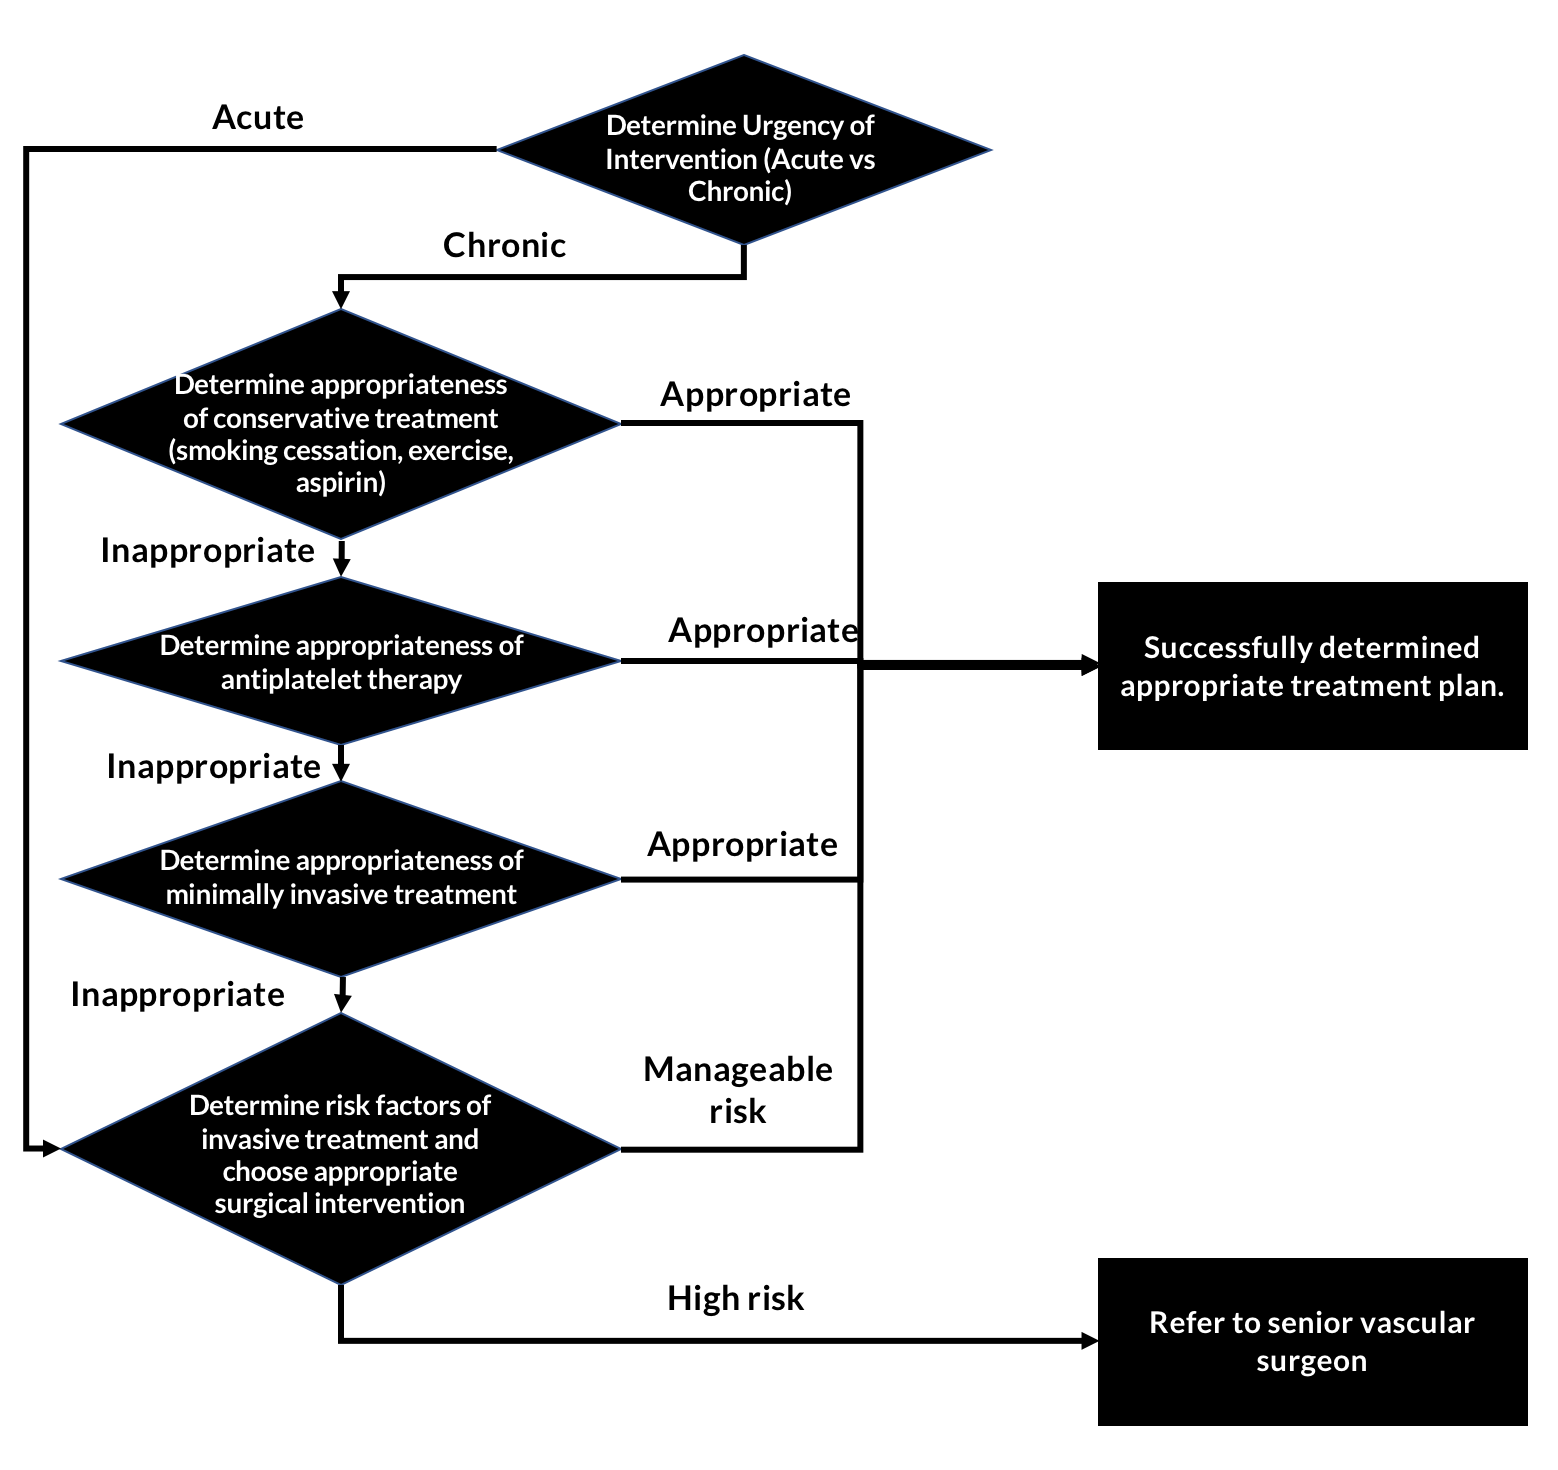 Acute
Determine Urgency of
Intervention (Acute vs
Chronic)
Chronic
Determine appropriateness
of conservative treatment
(smoking cessation, exercise,
aspirin)
Appropriate
Inappropriate
Determine appropriateness of
antiplatelet therapy
Appropriate
Successfully determined
appropriate treatment plan.
Inappropriate
Determine appropriateness of
minimally invasive treatment
Appropriate
Inappropriate
Determine risk factors of
invasive treatment and
choose appropriate
surgical intervention
Manageable
risk
High risk
Refer to senior vascular
surgeon